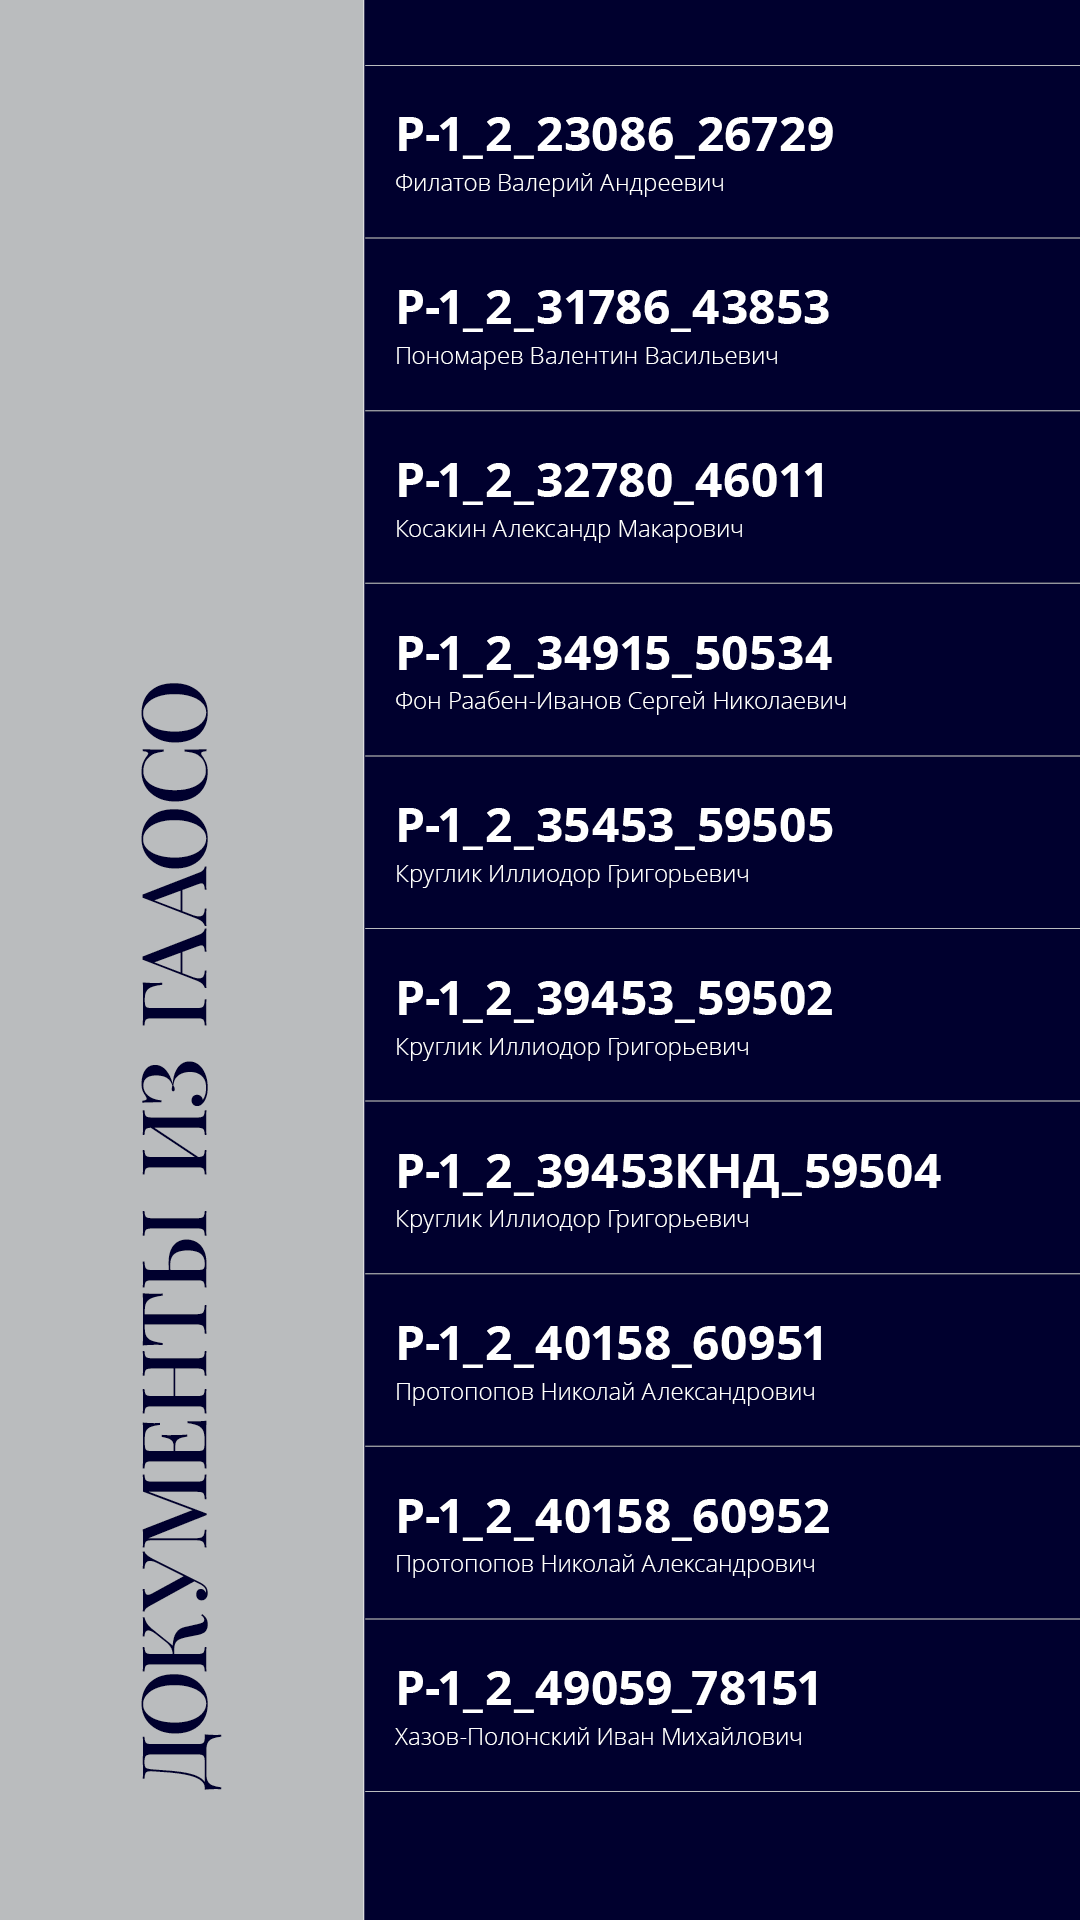 ДОКУМЕНТЫ ИЗ ГААОСО
Р-1_2_23086_26729
Филатов Валерий Андреевич
Р-1_2_31786_43853
Пономарев Валентин Васильевич
Р-1_2_32780_46011
Косакин Александр Макарович
Р-1_2_34915_50534
Фон Раабен-Иванов Сергей Николаевич
Р-1_2_35453_59505
Круглик Иллиодор Григорьевич
Р-1_2_39453_59502
Круглик Иллиодор Григорьевич
Р-1_2_39453КНД_59504
Круглик Иллиодор Григорьевич
Р-1_2_40158_60951
Протопопов Николай Александрович
Р-1_2_40158_60952
Протопопов Николай Александрович
Р-1_2_49059_78151
Хазов-Полонский Иван Михайлович